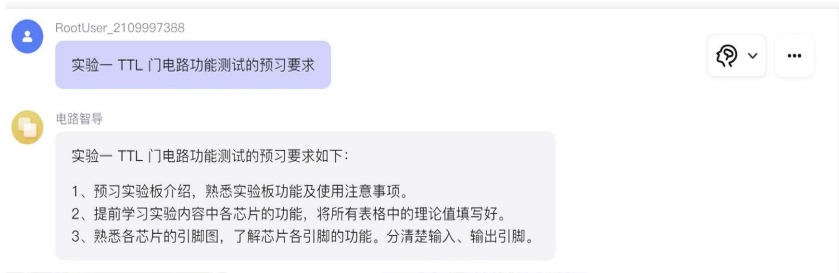 RootUser_2109997388
实验一 TTL 门电路功能测试的预习要求
电路智导
实验一 TTL 门电路功能测试的预习要求如下：
1、预习实验板介绍，熟悉实验板功能及使用注意事项。
2、提前学习实验内容中各芯片的功能，将所有表格中的理论值填写好。
3、熟悉各芯片的引脚图，了解芯片各引脚的功能。分清楚输入、输出引脚。